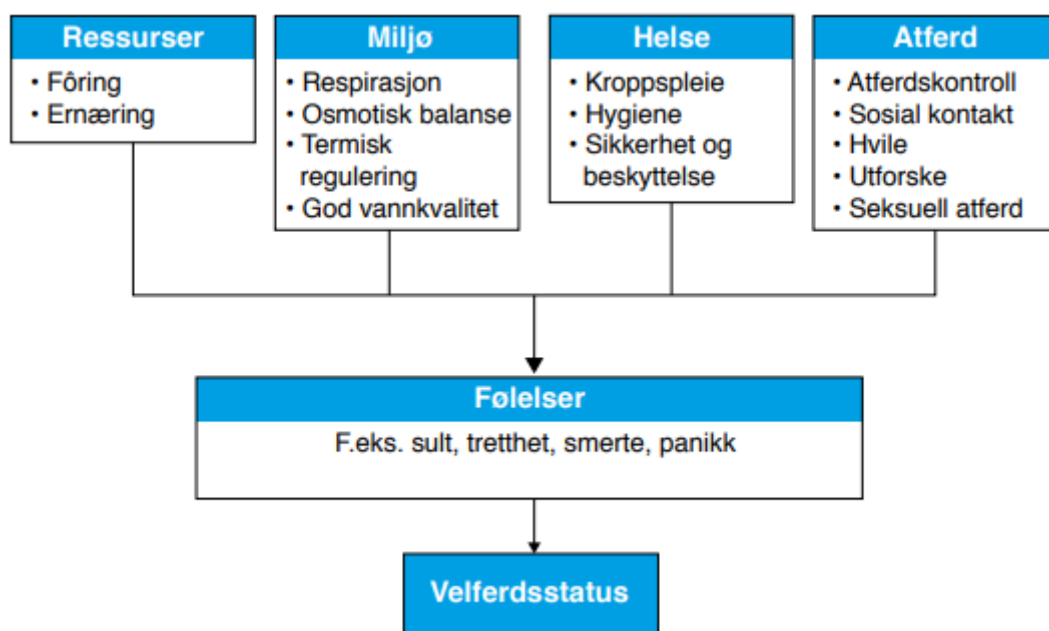 Ressurser
• Fôring
• Ernæring
Miljø
• Respirasjon
• Osmotisk balanse
• Termisk
regulering
• God vannkvalitet
Helse
• Kroppspleie
• Hygiene
• Sikkerhet og
beskyttelse
Atferd
• Atferdskontroll
• Sosial kontakt
• Hvile
• Utforske
• Seksuell atferd
Følelser
F.eks. sult, tretthet, smerte, panikk
Velferdsstatus